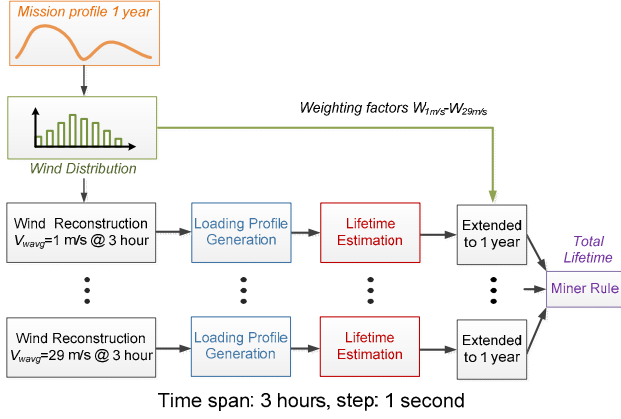 Mission profile 1 year
Weighting factors W1m/s-W29m/s
Wind Distribution
Wind Reconstruction
Vwavg=1 m/s @ 3 hour
Loading Profile
Generation
Lifetime
Estimation
Extended
to 1 year
Total
Lifetime
Miner Rule
Wind Reconstruction
Vwavg=29 m/s @ 3 hour
Loading Profile
Generation
Lifetime
Estimation
Extended
to 1 year
Time span: 3 hours, step: 1 second